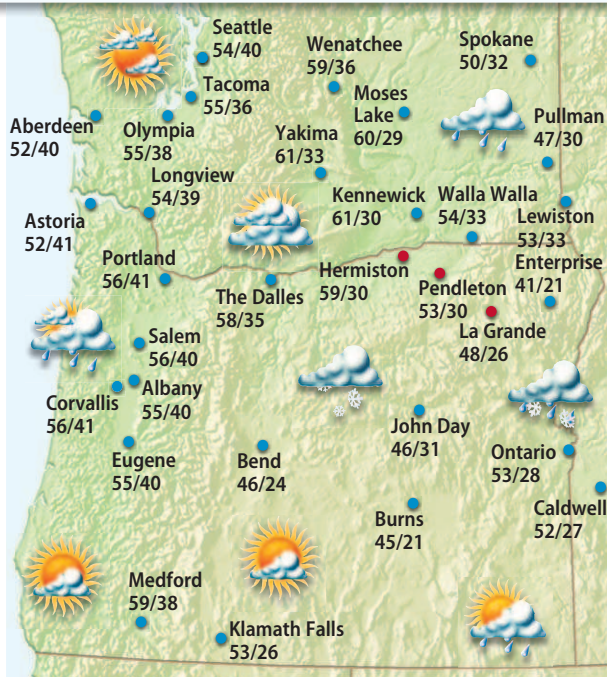 Seattle
54/40
Wenatchee
59/36
Spokane
50/32
Tacoma
55/36
Moses
Lake
60/29
Pullman
47/30
Aberdeen
52/40
Olympia
55/38
Yakima
61/33
Longview
54/39
Kennewick
61/30
Walla Walla
54/33
Lewiston
53/33
Astoria
52/41
Portland
56/41
The Dalles
58/35
Hermiston
59/30
Pendleton
53/30
Enterprise
41/21
La Grande
48/26
Salem
56/40
Albany
55/40
Corvallis
56/41
John Day
46/31
Eugene
55/40
Bend
46/24
Ontario
53/28
Burns
45/21
Caldwell
52/27
Medford
59/38
Klamath Falls
53/26